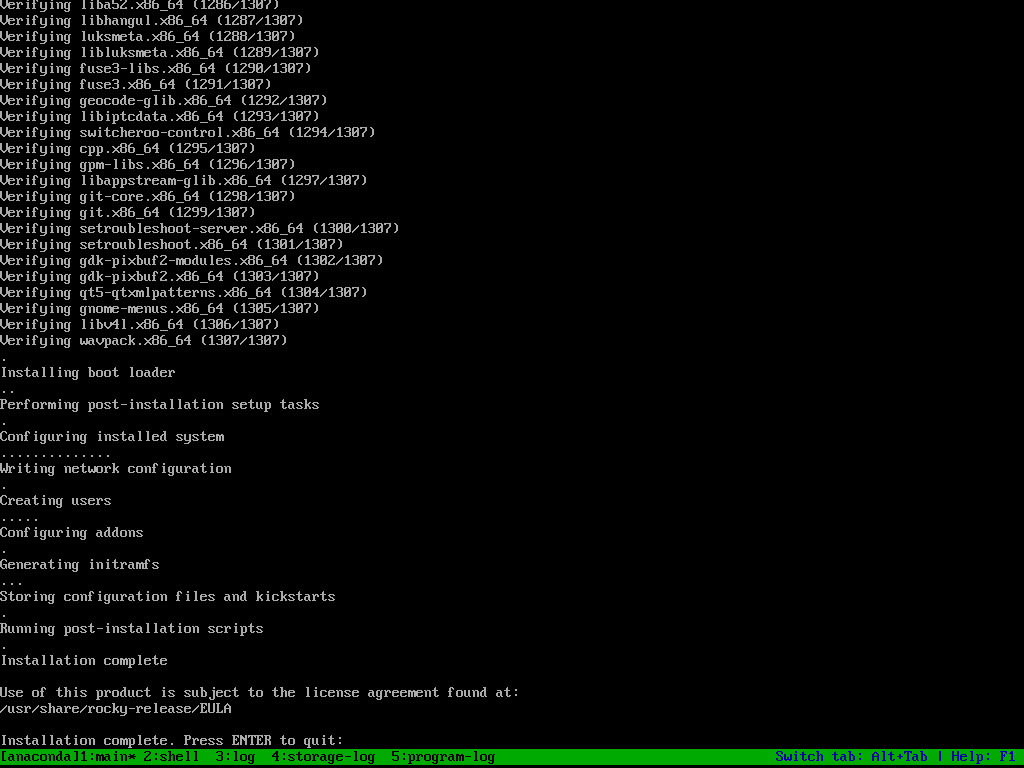 Verifying liba52.x86_64 (1286/1307)
Verifying libhangul.x86_64 (1287/1307)
Verifying luksmeta.x86_64 (1288/1307)
Verifying libluksmeta.x86_64 (1289/1307)
Verifying fuse3-libs.x86_64 (1290/1307)
Verifying fuse3.x86_64 (1291/1307)
Verifying geocode-glib.x86_64 (1292/1307)
Verifying libiptcdata.x86_64 (1293/1307)
Verifying switcheroo-control.x86_64 (1294/1307)
Verifying cpp.x86_64 (1295/1307)
Verifying gpm-libs.x86_64 (1296/1307)
Verifying libappstream-glib.x86_64 (1297/1307)
Verifying git-core.x86_64 (1298/1307)
Verifying git.x86_64 (1299/1307)
Verifying setroubleshoot-server.x86_64 (1300/1307)
Verifying setroubleshoot.x86_64 (1301/1307)
Verifying gdk-pixbuf2-modules.x86_64 (1302/1307)
Verifying gdk-pixbuf2.x86_64 (1303/1307)
Verifying qt5-qtxmlpatterns.x86_64 (1304/1307)
Verifying gnome-menus.x86_64 (1305/1307)
Verifying libv4l.x86_64 (1306/1307)
Verifying wavpack.x86_64 (1307/1307)
.
Installing boot loader
..
Performing post-installation setup tasks
.
Configuring installed system
..............
Writing network configuration
.
Creating users
.....
Configuring addons
.
Generating initramfs
...
Storing configuration files and kickstarts
.
Running post-installation scripts
.
Installation complete
Use of this product is subject to the license agreement found at:
/usr/share/rocky-release/EULA
Installation complete. Press ENTER to quit:
[anaconda]1:main* 2:shell  3:log  4:storage-log  5:program-log Switch tab: Alt+Tab | Help: F1